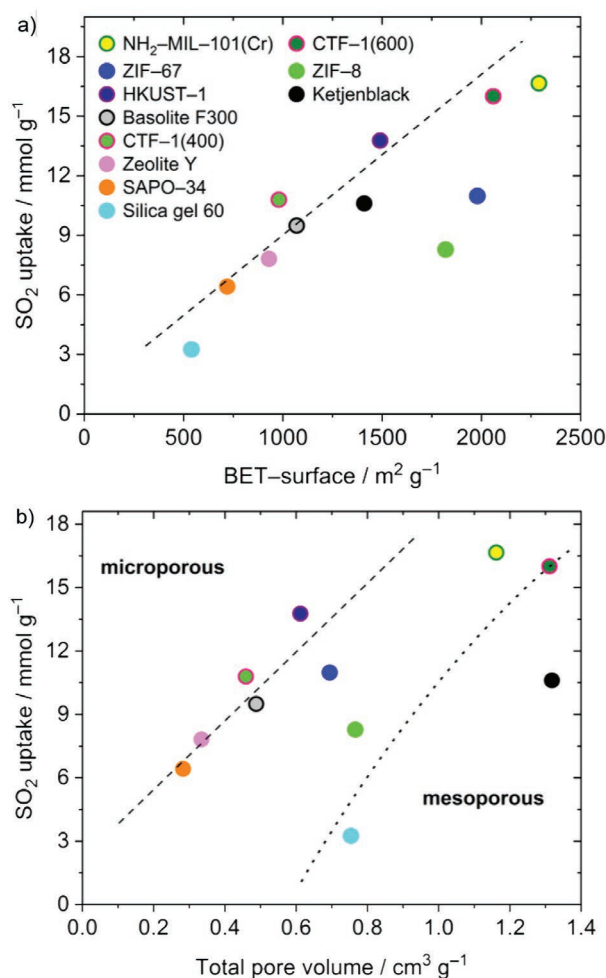 a)
18
15
12
9
6
3
0
SO₂ uptake / mmol g⁻¹
NH₂–MIL–101(Cr)
ZIF–67
HKUST–1
Basolite F300
CTF–1(400)
Zeolite Y
SAPO–34
Silica gel 60
CTF–1(600)
ZIF–8
Ketjenblack
0 500 1000 1500 2000 2500
BET–surface / m² g⁻¹
b)
18
15
12
9
6
3
0
SO₂ uptake / mmol g⁻¹
microporous
mesoporous
0.0 0.2 0.4 0.6 0.8 1.0 1.2 1.4
Total pore volume / cm³ g⁻¹